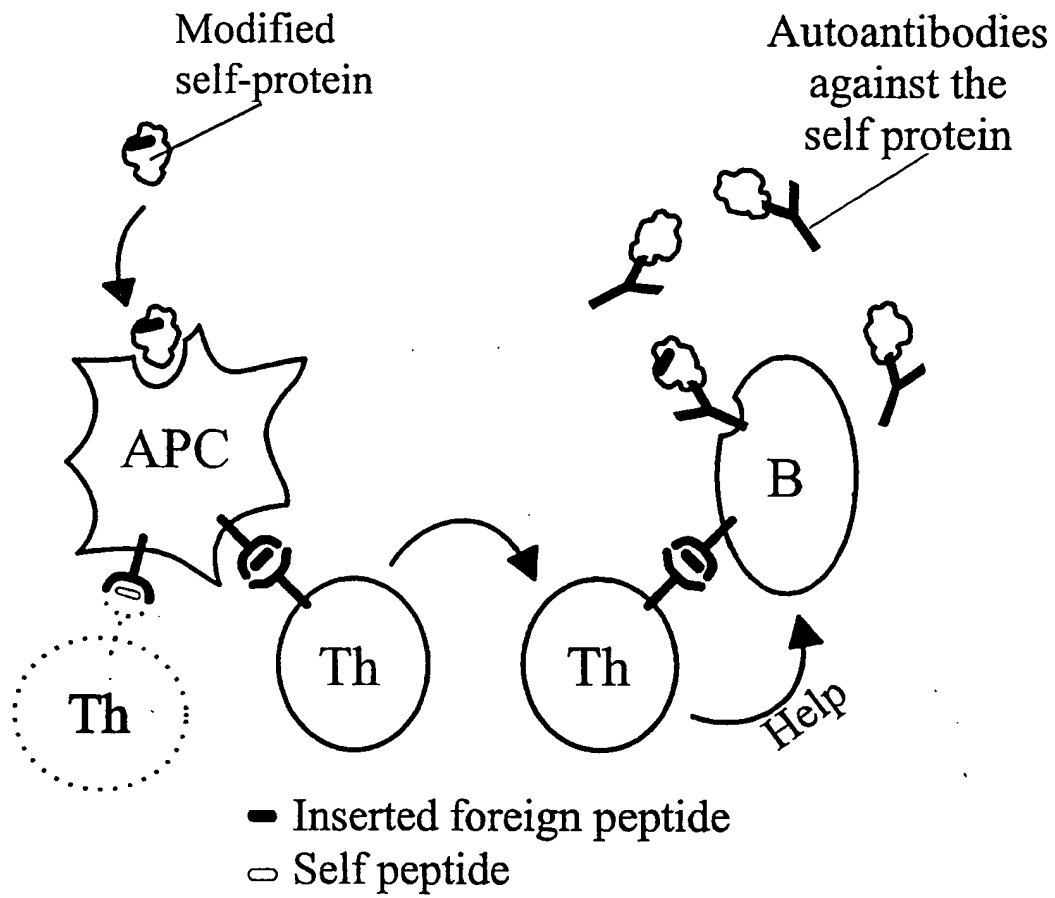 Modified
self-protein
Autoantibodies
against the
self protein
APC
B
Th
Th
Th
Help
Inserted foreign peptide
Self peptide